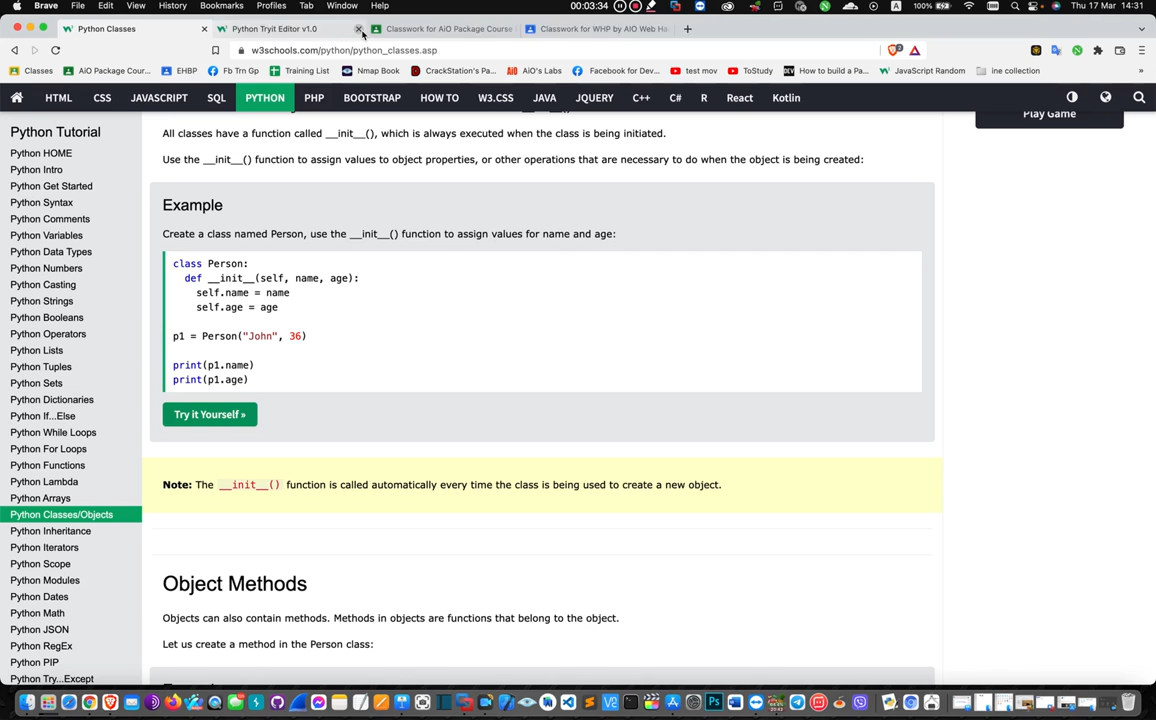 Brave File Edit View History Bookmarks Profiles Tab Window Help 00:03:34 100% Thu 17 Mar 14:31
Python Classes Python Tryit Editor v1.0 Classwork for AiO Package Course Classwork for WHP by AIO Web Ha
w3schools.com/python/python_classes.asp
Classes AiO Package Cour... EHBP Fb Trn Gp Training List Nmap Book CrackStation's Pa... AiO's Labs Facebook for Dev... test mov ToStudy How to build a Pa... JavaScript Random ine collection
HTML CSS JAVASCRIPT SQL PYTHON PHP BOOTSTRAP HOW TO W3.CSS JAVA JQUERY C++ C# R React Kotlin
Python Tutorial
Python HOME
Python Intro
Python Get Started
Python Syntax
Python Comments
Python Variables
Python Data Types
Python Numbers
Python Casting
Python Strings
Python Booleans
Python Operators
Python Lists
Python Tuples
Python Sets
Python Dictionaries
Python If...Else
Python While Loops
Python For Loops
Python Functions
Python Lambda
Python Arrays
Python Classes/Objects
Python Inheritance
Python Iterators
Python Scope
Python Modules
Python Dates
Python Math
Python JSON
Python RegEx
Python PIP
Python Try...Except
All classes have a function called __init__(), which is always executed when the class is being initiated.
Use the __init__() function to assign values to object properties, or other operations that are necessary to do when the object is being created:
Example
Create a class named Person, use the __init__() function to assign values for name and age:
class Person:
def __init__(self, name, age):
self.name = name
self.age = age
p1 = Person("John", 36)
print(p1.name)
print(p1.age)
Try it Yourself »
Note: The __init__() function is called automatically every time the class is being used to create a new object.
Object Methods
Objects can also contain methods. Methods in objects are functions that belong to the object.
Let us create a method in the Person class:
Play Game